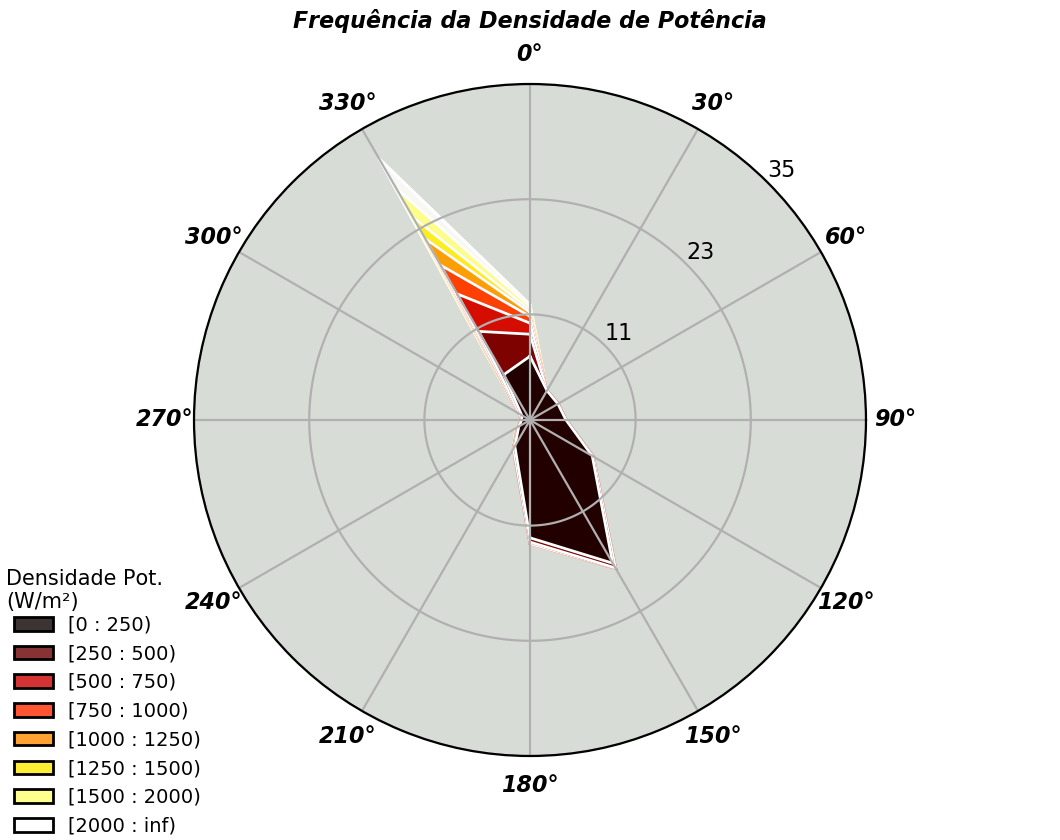 Frequência da Densidade de Potência
0°
330°
30°
35
300°
60°
23
11
270°
90°
240°
120°
210°
150°
180°
Densidade Pot.
(W/m²)
[0 : 250)
[250 : 500)
[500 : 750)
[750 : 1000)
[1000 : 1250)
[1250 : 1500)
[1500 : 2000)
[2000 : inf)